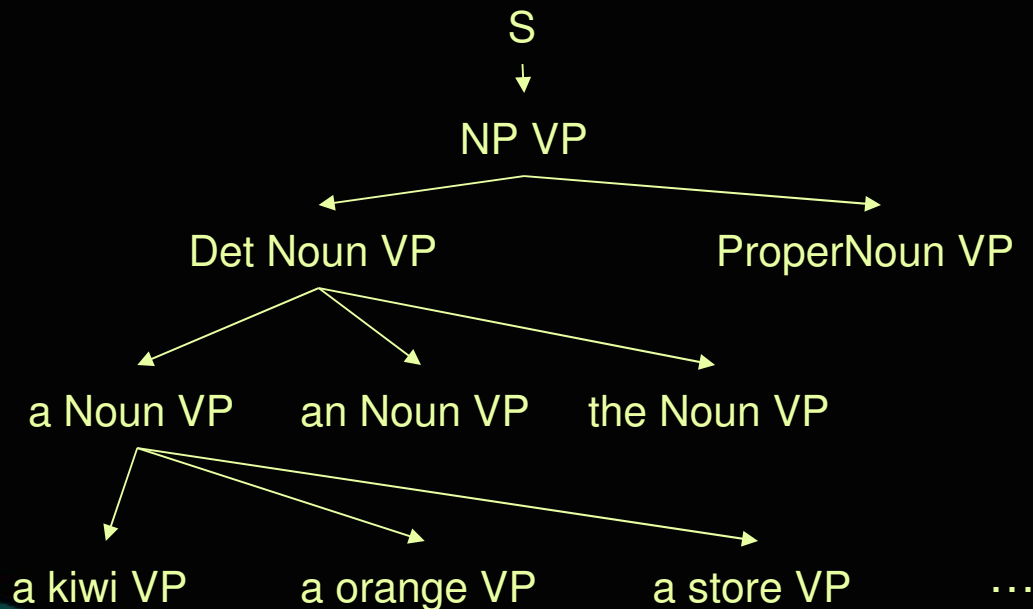 S
NP VP
Det Noun VP ProperNoun VP
a Noun VP an Noun VP the Noun VP
a kiwi VP a orange VP a store VP ...